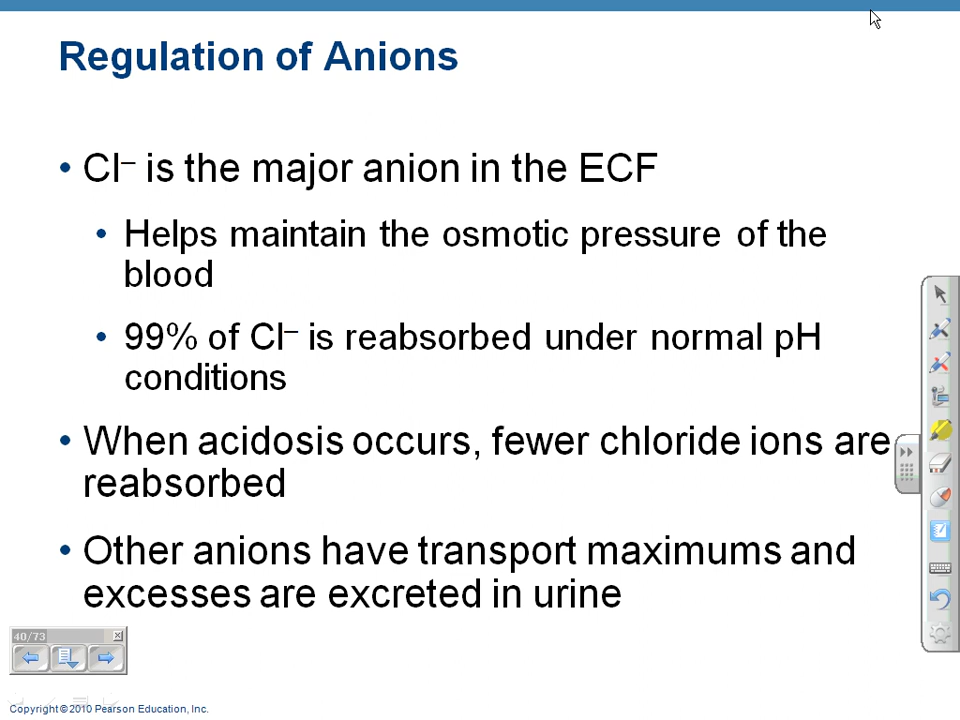 Regulation of Anions
• Cl– is the major anion in the ECF
• Helps maintain the osmotic pressure of the
blood
• 99% of Cl– is reabsorbed under normal pH
conditions
• When acidosis occurs, fewer chloride ions are
reabsorbed
• Other anions have transport maximums and
excesses are excreted in urine
40/73
Copyright © 2010 Pearson Education, Inc.